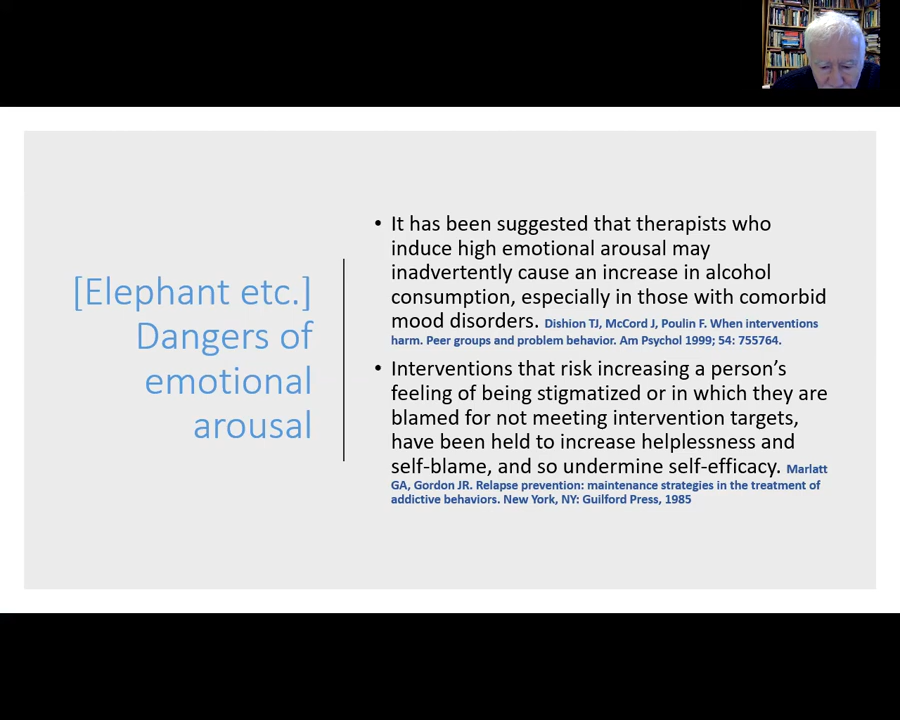 [Elephant etc.]
Dangers of
emotional
arousal
• It has been suggested that therapists who
induce high emotional arousal may
inadvertently cause an increase in alcohol
consumption, especially in those with comorbid
mood disorders. Dishion TJ, McCord J, Poulin F. When interventions
harm. Peer groups and problem behavior. Am Psychol 1999; 54: 755764.
• Interventions that risk increasing a person’s
feeling of being stigmatized or in which they are
blamed for not meeting intervention targets,
have been held to increase helplessness and
self-blame, and so undermine self-efficacy. Marlatt
GA, Gordon JR. Relapse prevention: maintenance strategies in the treatment of
addictive behaviors. New York, NY: Guilford Press, 1985